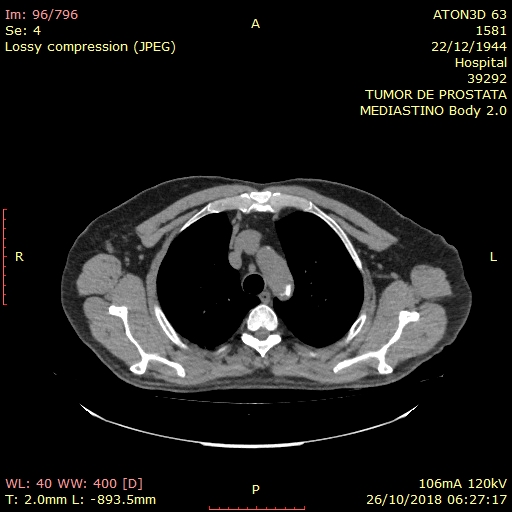 Im: 96/796
Se: 4
Lossy compression (JPEG)
A
ATON3D 63
1581
22/12/1944
Hospital
39292
TUMOR DE PROSTATA
MEDIASTINO Body 2.0
R
L
WL: 40 WW: 400 [D]
T: 2.0mm L: -893.5mm
P
106mA 120kV
26/10/2018 06:27:17